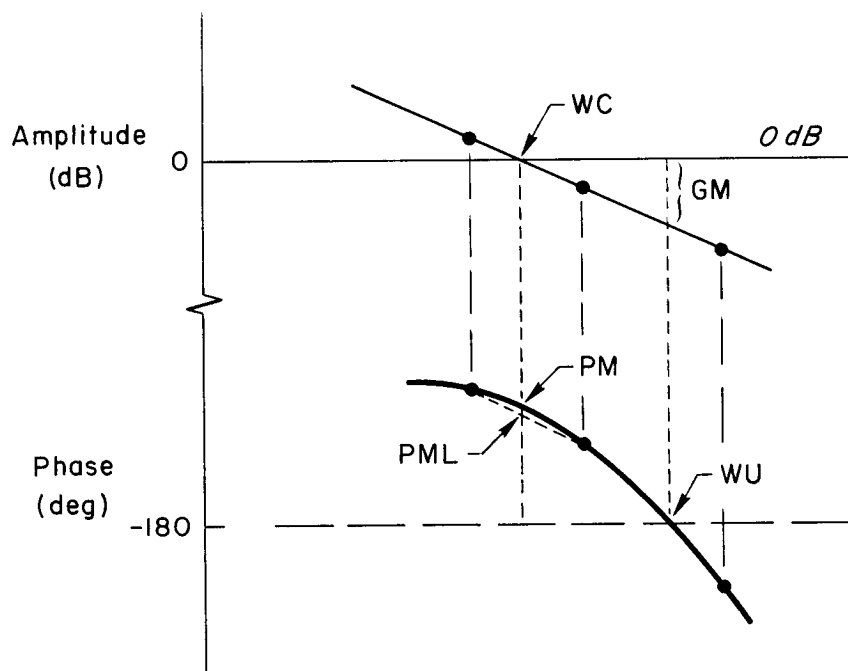 WC
Amplitude
(dB)
0
0 dB
GM
PM
PML
Phase
(deg)
WU
-180